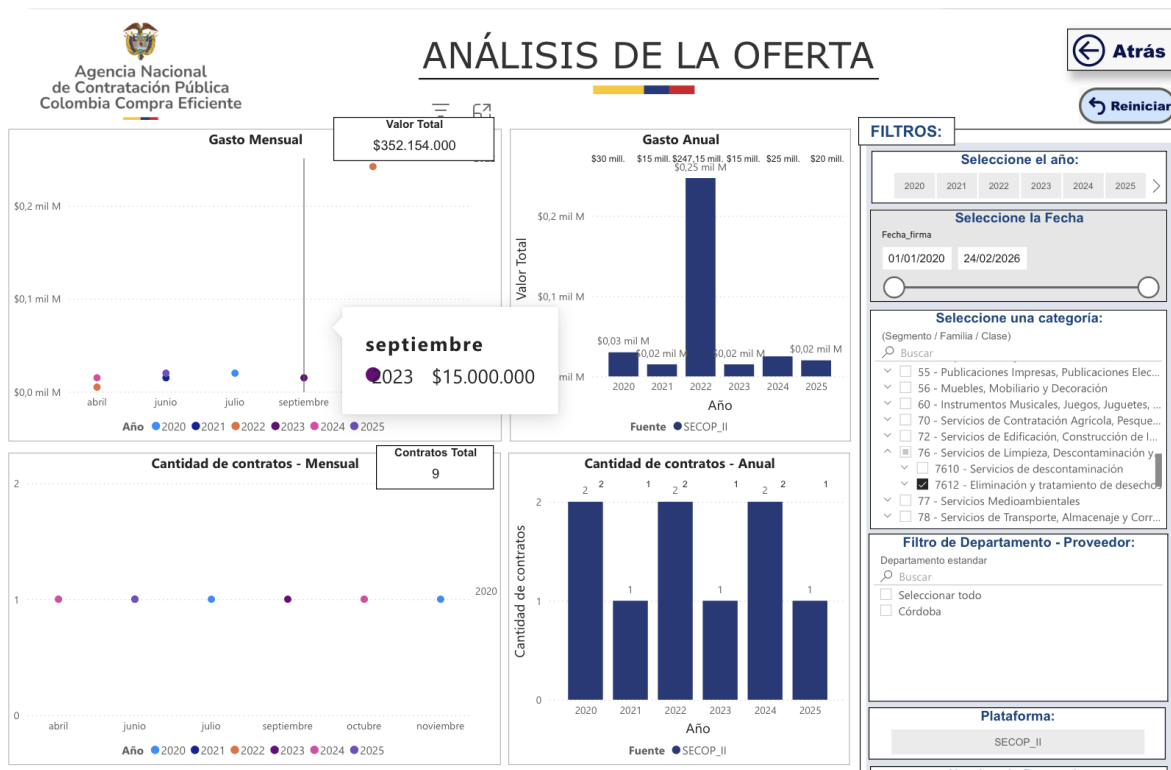 Agencia Nacional
de Contratación Pública
Colombia Compra Eficiente
ANÁLISIS DE LA OFERTA
Atrás
Reiniciar
Gasto Mensual
Valor Total
$352.154.000
$0,2 mil M
$0,1 mil M
$0,0 mil M
abril junio julio septiembre
Año 2020 2021 2022 2023 2024 2025
septiembre
2023 $15.000.000
Gasto Anual
$30 mill. $15 mill. $247,15 mill. $15 mill. $25 mill. $20 mill.
$0,25 mil M
Valor Total
$0,2 mil M
$0,1 mil M
mil M
$0,03 mil M $0,02 mil M $0,02 mil M $0,02 mil M
2020 2021 2022 2023 2024 2025
Año
Fuente SECOP_II
Cantidad de contratos - Mensual
Contratos Total
9
2
1
0
2020
abril junio julio septiembre octubre noviembre
Año 2020 2021 2022 2023 2024 2025
Cantidad de contratos - Anual
2 1 2 1 2 1
2 1 2 1 2 1
Cantidad de contratos
2
1
0
2020 2021 2022 2023 2024 2025
Año
Fuente SECOP_II
FILTROS:
Seleccione el año:
2020 2021 2022 2023 2024 2025
Seleccione la Fecha
Fecha_firma
01/01/2020 24/02/2026
Seleccione una categoría:
(Segmento / Familia / Clase)
Buscar
55 - Publicaciones Impresas, Publicaciones Elec...
56 - Muebles, Mobiliario y Decoración
60 - Instrumentos Musicales, Juegos, Juguetes, ...
70 - Servicios de Contratación Agrícola, Pesque...
72 - Servicios de Edificación, Construcción de I...
76 - Servicios de Limpieza, Descontaminación y...
7610 - Servicios de descontaminación
7612 - Eliminación y tratamiento de desechos
77 - Servicios Medioambientales
78 - Servicios de Transporte, Almacenaje y Corr...
Filtro de Departamento - Proveedor:
Departamento estandar
Buscar
Seleccionar todo
Córdoba
Plataforma:
SECOP_II